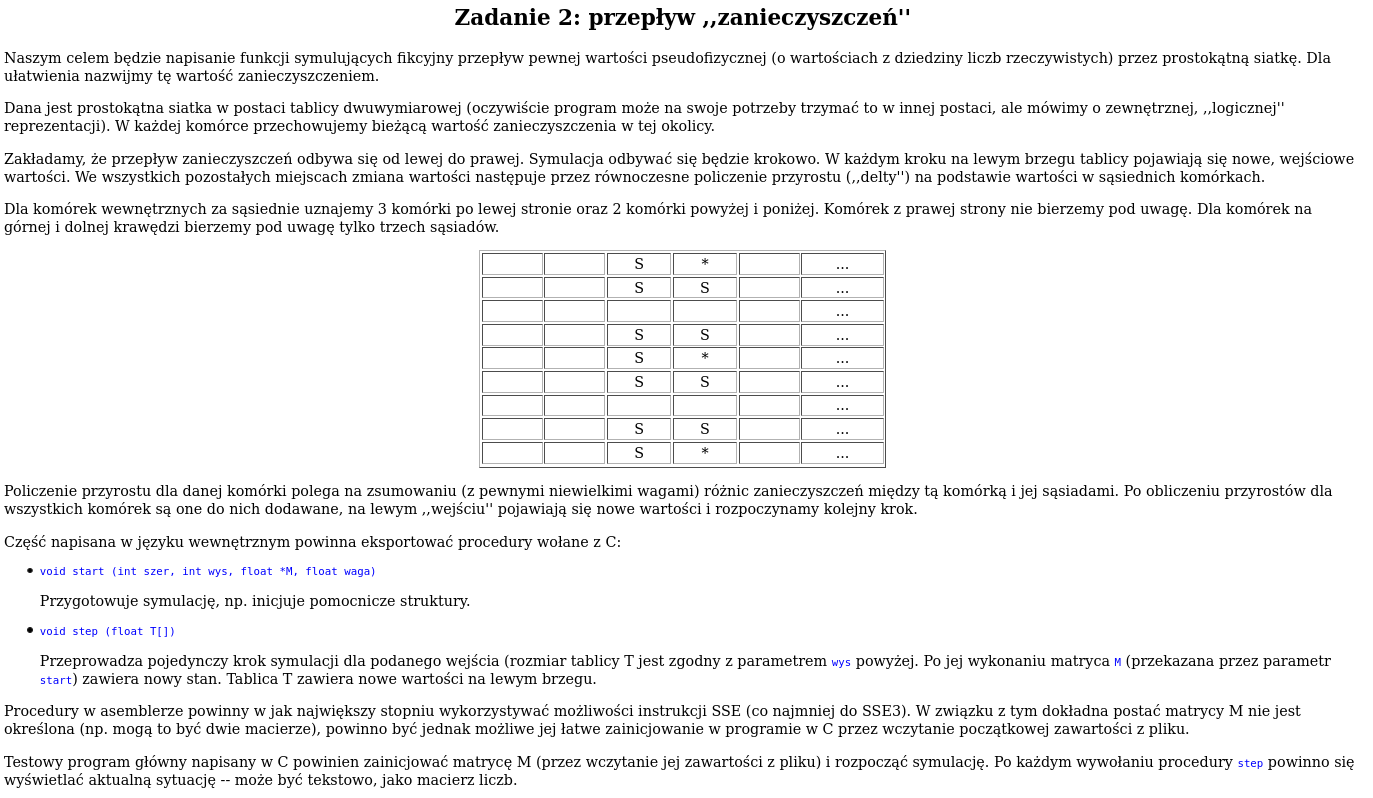 Zadanie 2: przepływ ,,zanieczyszczeń''
Naszym celem będzie napisanie funkcji symulujących fikcyjny przepływ pewnej wartości pseudofizycznej (o wartościach z dziedziny liczb rzeczywistych) przez prostokątną siatkę. Dla
ułatwienia nazwijmy tę wartość zanieczyszczeniem.
Dana jest prostokątna siatka w postaci tablicy dwuwymiarowej (oczywiście program może na swoje potrzeby trzymać to w innej postaci, ale mówimy o zewnętrznej, ,,logicznej''
reprezentacji). W każdej komórce przechowujemy bieżącą wartość zanieczyszczenia w tej okolicy.
Zakładamy, że przepływ zanieczyszczeń odbywa się od lewej do prawej. Symulacja odbywać się będzie krokowo. W każdym kroku na lewym brzegu tablicy pojawiają się nowe, wejściowe
wartości. We wszystkich pozostałych miejscach zmiana wartości następuje przez równoczesne policzenie przyrostu (,,delty'') na podstawie wartości w sąsiednich komórkach.
Dla komórek wewnętrznych za sąsiednie uznajemy 3 komórki po lewej stronie oraz 2 komórki powyżej i poniżej. Komórek z prawej strony nie bierzemy pod uwagę. Dla komórek na
górnej i dolnej krawędzi bierzemy pod uwagę tylko trzech sąsiadów.
S * ...
S S ...
...
S S ...
S * ...
S S ...
...
S S ...
S * ...
Policzenie przyrostu dla danej komórki polega na zsumowaniu (z pewnymi niewielkimi wagami) różnic zanieczyszczeń między tą komórką i jej sąsiadami. Po obliczeniu przyrostów dla
wszystkich komórek są one do nich dodawane, na lewym ,,wejściu'' pojawiają się nowe wartości i rozpoczynamy kolejny krok.
Część napisana w języku wewnętrznym powinna eksportować procedury wołane z C:
• void start (int szer, int wys, float *M, float waga)
Przygotowuje symulację, np. inicjuje pomocnicze struktury.
• void step (float T[])
Przeprowadza pojedynczy krok symulacji dla podanego wejścia (rozmiar tablicy T jest zgodny z parametrem wys powyżej. Po jej wykonaniu matryca M (przekazana przez parametr
start) zawiera nowy stan. Tablica T zawiera nowe wartości na lewym brzegu.
Procedury w asemblerze powinny w jak największy stopniu wykorzystywać możliwości instrukcji SSE (co najmniej do SSE3). W związku z tym dokładna postać matrycy M nie jest
określona (np. mogą to być dwie macierze), powinno być jednak możliwe jej łatwe zainicjowanie w programie w C przez wczytanie początkowej zawartości z pliku.
Testowy program główny napisany w C powinien zainicjować matrycę M (przez wczytanie jej zawartości z pliku) i rozpocząć symulację. Po każdym wywołaniu procedury step powinno się
wyświetlać aktualną sytuację -- może być tekstowo, jako macierz liczb.